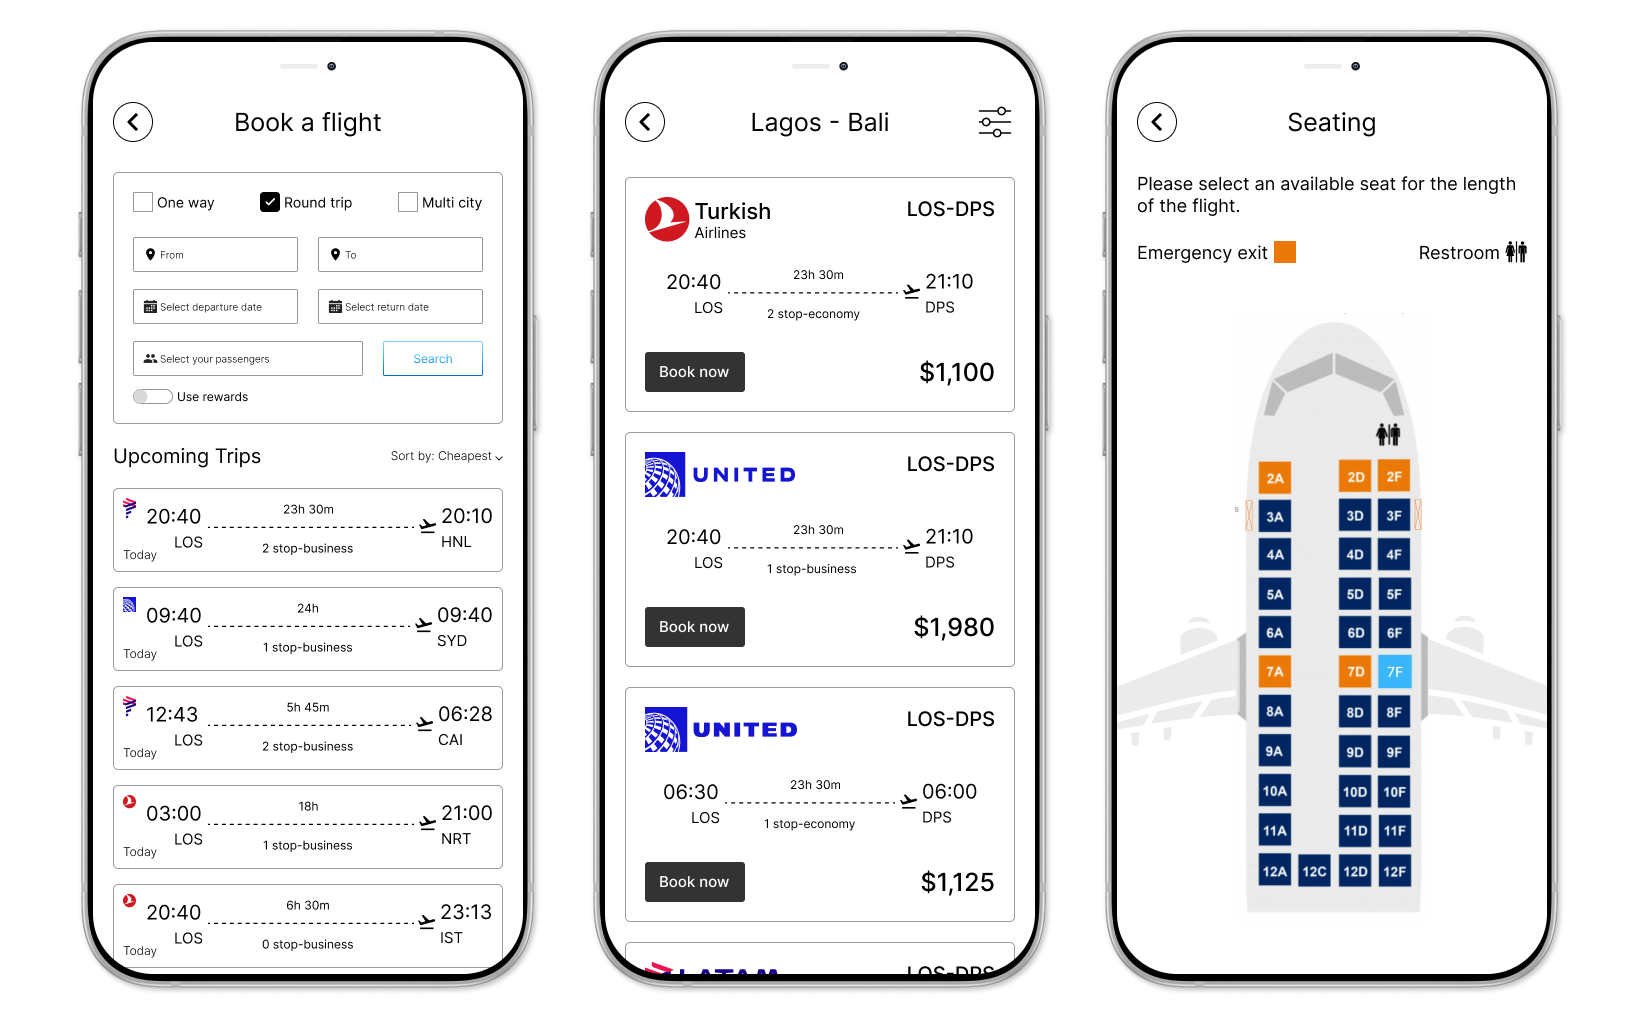 Book a flight
One way
Round trip
Multi city
From
To
Select departure date
Select return date
Select your passengers
Search
Use rewards
Upcoming Trips
Sort by: Cheapest
23h 30m
20:40
20:10
LOS
HNL
2 stop-business
Today
24h
09:40
09:40
LOS
SYD
1 stop-business
Today
5h 45m
12:43
06:28
LOS
CAI
2 stop-business
Today
18h
03:00
21:00
LOS
NRT
1 stop-business
Today
6h 30m
20:40
23:13
LOS
IST
0 stop-business
Today
Lagos - Bali
Turkish
Airlines
LOS-DPS
23h 30m
20:40
21:10
LOS
DPS
2 stop-economy
Book now
$1,100
UNITED
LOS-DPS
23h 30m
20:40
21:10
LOS
DPS
1 stop-business
Book now
$1,980
UNITED
LOS-DPS
23h 30m
06:30
06:00
LOS
DPS
1 stop-economy
Book now
$1,125
LATAM
LOS-DPS
Seating
Please select an available seat for the length
of the flight.
Emergency exit
Restroom
2A 2D 2F
s
3A 3D 3F
4A 4D 4F
5A 5D 5F
6A 6D 6F
7A 7D 7F
8A 8D 8F
9A 9D 9F
10A 10D 10F
11A 11D 11F
12A 12C 12D 12F